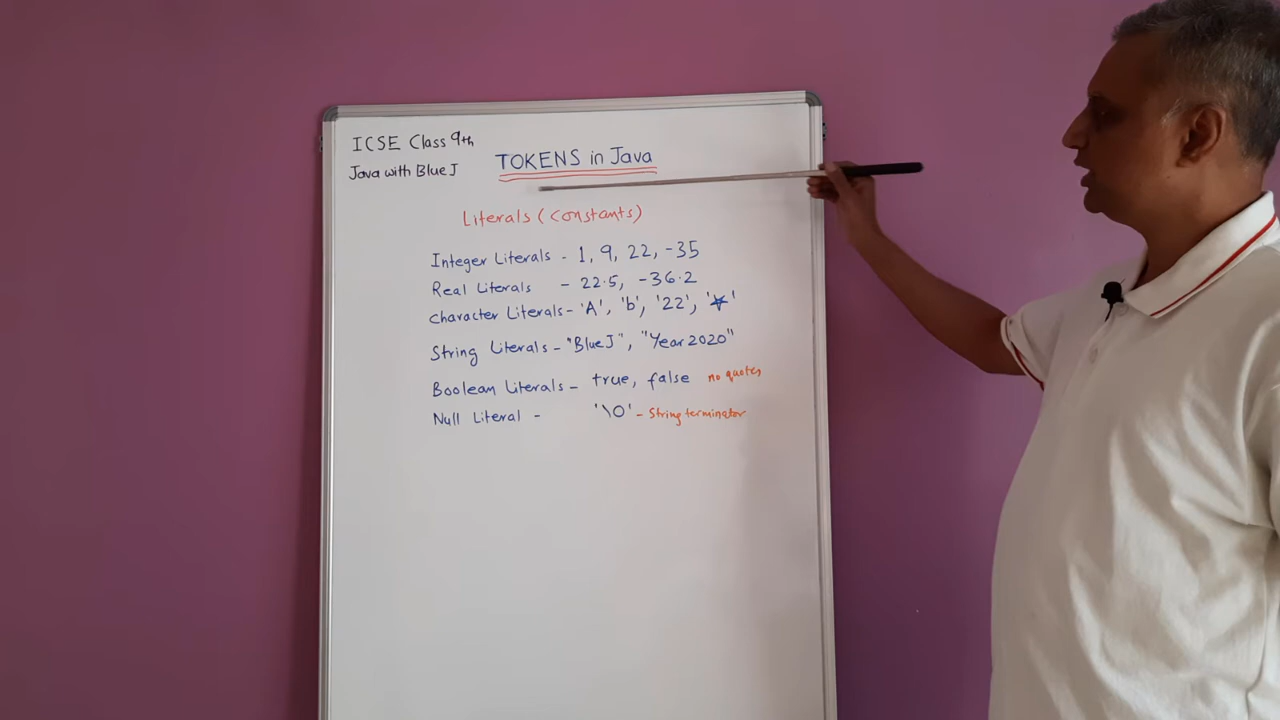 ICSE Class 9th
Java with BlueJ
TOKENS in Java
Literals (constants)
Integer Literals - 1, 9, 22, -35
Real Literals - 22.5, -36.2
Character Literals - 'A', 'b', '22', '*'
String Literals - "BlueJ", "Year 2020"
Boolean Literals - true, false no quotes
Null Literal - '\0' - String terminator